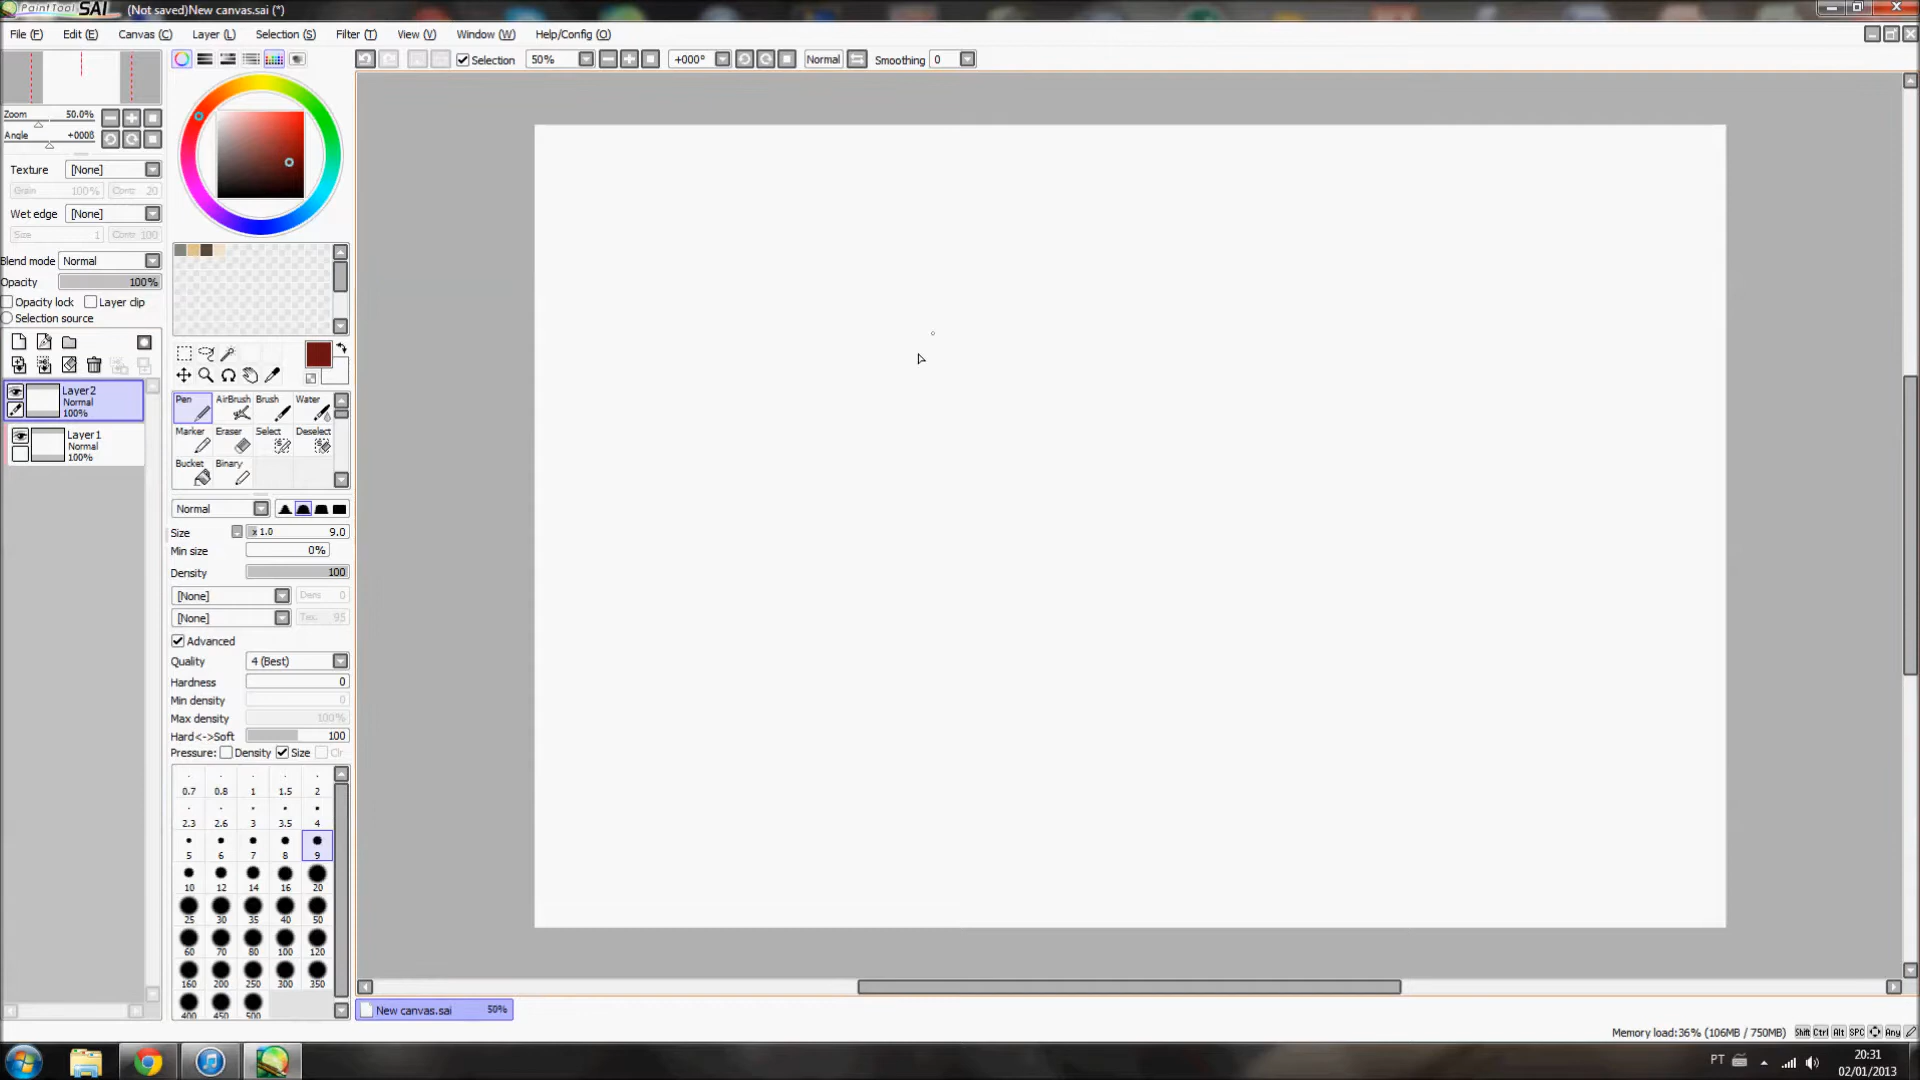 PaintTool SAI (Not saved)New canvas.sai (*)
File (F) Edit (E) Canvas (C) Layer (L) Selection (S) Filter (T) View (V) Window (W) Help/Config (O)
Selection 50% +000° Normal Smoothing 0
Zoom 50.0%
Angle +000ß
Texture [None]
Grain 100% Contr 20
Wet edge [None]
Size 1 Contr 100
Blend mode Normal
Opacity 100%
Opacity lock Layer clip
Selection source
Layer2
Normal
100%
Layer1
Normal
100%
Pen AirBrush Brush Water
Marker Eraser Select Deselect
Bucket Binary
Normal
Size x 1.0 9.0
Min size 0%
Density 100
[None] Dens 0
[None] Tex. 95
Advanced
Quality 4 (Best)
Hardness 0
Min density 0
Max density 100%
Hard<->Soft 100
Pressure: Density Size Clr
0.7 0.8 1 1.5 2
2.3 2.6 3 3.5 4
5 6 7 8 9
10 12 14 16 20
25 30 35 40 50
60 70 80 100 120
160 200 250 300 350
400 450 500
New canvas.sai 50%
Memory load:36% (106MB / 750MB) Shift Ctrl Alt SPC Any
PT 20:31
02/01/2013